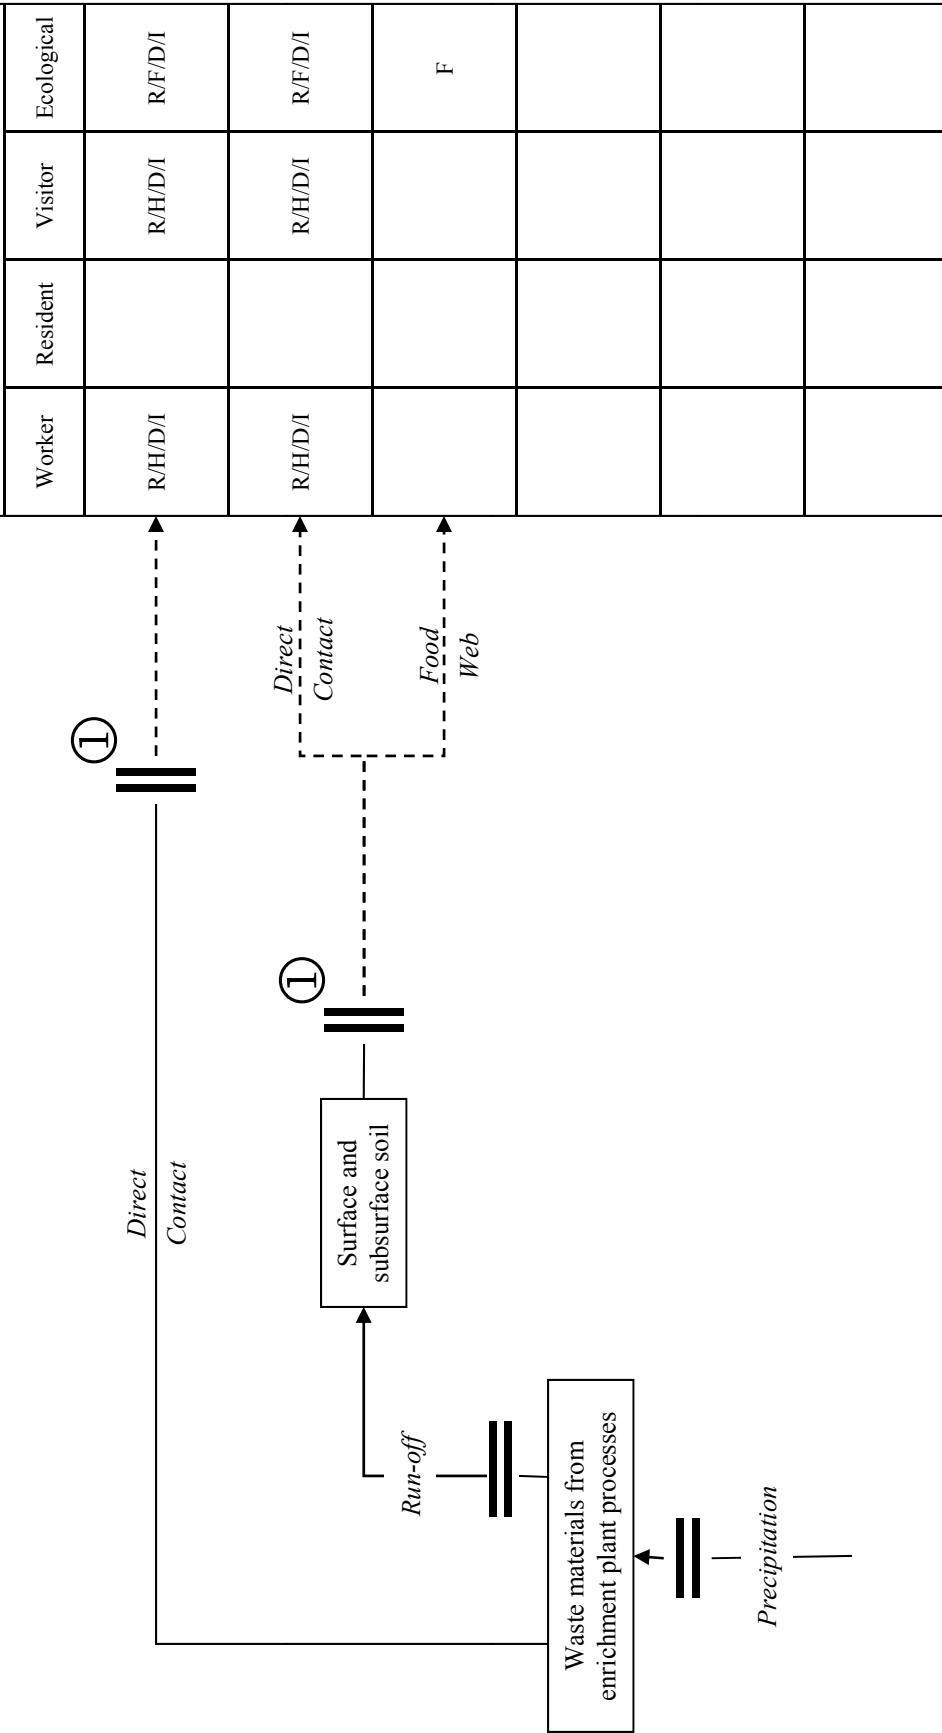 Worker
Resident
Visitor
Ecological
R/H/D/I
R/H/D/I
R/F/D/I
R/H/D/I
R/H/D/I
R/F/D/I
F
①
Direct
Contact
①
Direct
Contact
Food
Web
Surface and
subsurface soil
Run-off
Waste materials from
enrichment plant processes
Precipitation